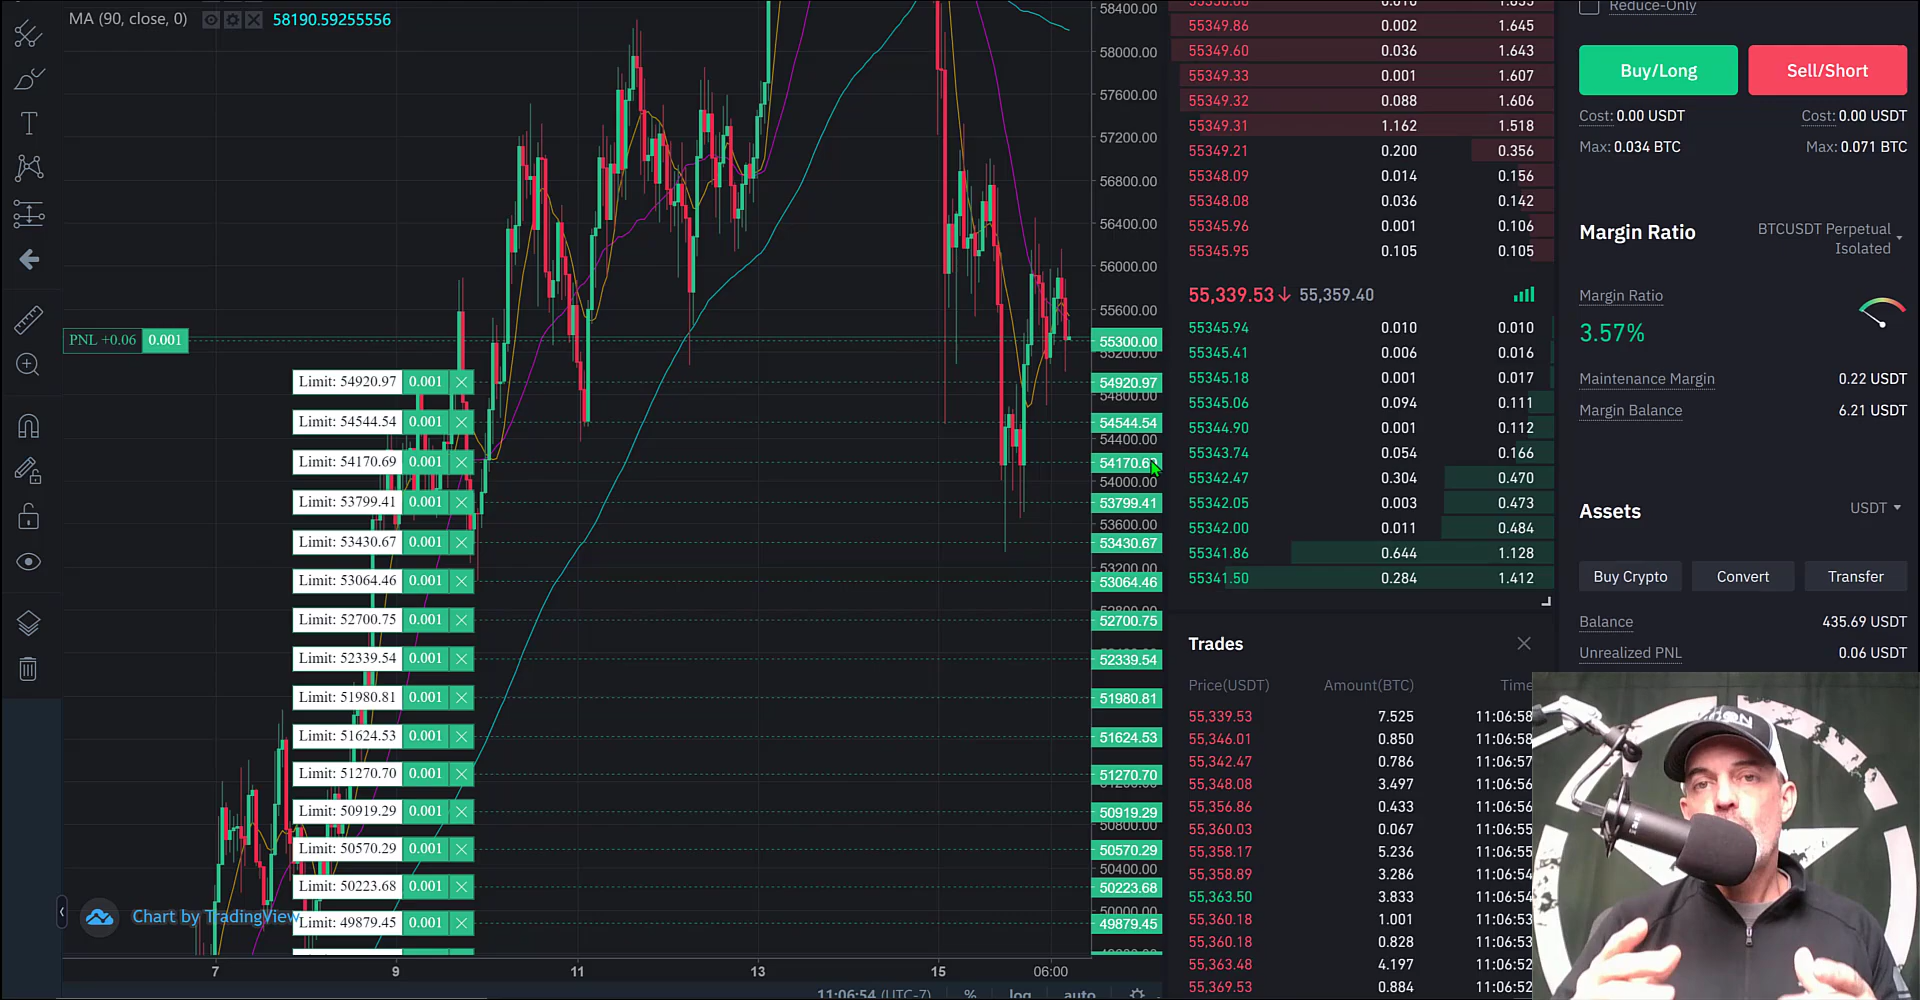 MA (90, close, 0) 58190.59255556
PNL +0.06 0.001
Limit: 54920.97 0.001
Limit: 54544.54 0.001
Limit: 54170.69 0.001
Limit: 53799.41 0.001
Limit: 53430.67 0.001
Limit: 53064.46 0.001
Limit: 52700.75 0.001
Limit: 52339.54 0.001
Limit: 51980.81 0.001
Limit: 51624.53 0.001
Limit: 51270.70 0.001
Limit: 50919.29 0.001
Limit: 50570.29 0.001
Limit: 50223.68 0.001
Limit: 49879.45 0.001
Chart by TradingView
7 9 11 13 15 06:00
11:06:54 (UTC-7) % log auto
58400.00
58000.00
57600.00
57200.00
56800.00
56400.00
56000.00
55600.00
55300.00
55200.00
54920.97
54800.00
54544.54
54400.00
54170.69
54000.00
53799.41
53600.00
53430.67
53200.00
53064.46
52800.00
52700.75
52339.54
51980.81
51624.53
51270.70
50919.29
50800.00
50570.29
50400.00
50223.68
50000.00
49879.45
55349.86 0.002 1.645
55349.60 0.036 1.643
55349.33 0.001 1.607
55349.32 0.088 1.606
55349.31 1.162 1.518
55349.21 0.200 0.356
55348.09 0.014 0.156
55348.08 0.036 0.142
55345.96 0.001 0.106
55345.95 0.105 0.105
55,339.53 55,359.40
55345.94 0.010 0.010
55345.41 0.006 0.016
55345.18 0.001 0.017
55345.06 0.094 0.111
55344.90 0.001 0.112
55343.74 0.054 0.166
55342.47 0.304 0.470
55342.05 0.003 0.473
55342.00 0.011 0.484
55341.86 0.644 1.128
55341.50 0.284 1.412
Trades
Price(USDT) Amount(BTC) Time
55,339.53 7.525 11:06:58
55,346.01 0.850 11:06:58
55,342.47 0.786 11:06:57
55,348.08 3.497 11:06:56
55,356.86 0.433 11:06:56
55,360.03 0.067 11:06:55
55,358.17 5.236 11:06:55
55,358.89 3.286 11:06:55
55,363.50 3.833 11:06:55
55,360.18 1.001 11:06:53
55,360.18 0.828 11:06:53
55,363.48 4.197 11:06:52
55,369.53 0.884 11:06:52
Reduce-Only
Buy/Long Sell/Short
Cost: 0.00 USDT Cost: 0.00 USDT
Max: 0.034 BTC Max: 0.071 BTC
Margin Ratio BTCUSDT Perpetual
Isolated
Margin Ratio
3.57%
Maintenance Margin 0.22 USDT
Margin Balance 6.21 USDT
Assets USDT
Buy Crypto Convert Transfer
Balance 435.69 USDT
Unrealized PNL 0.06 USDT